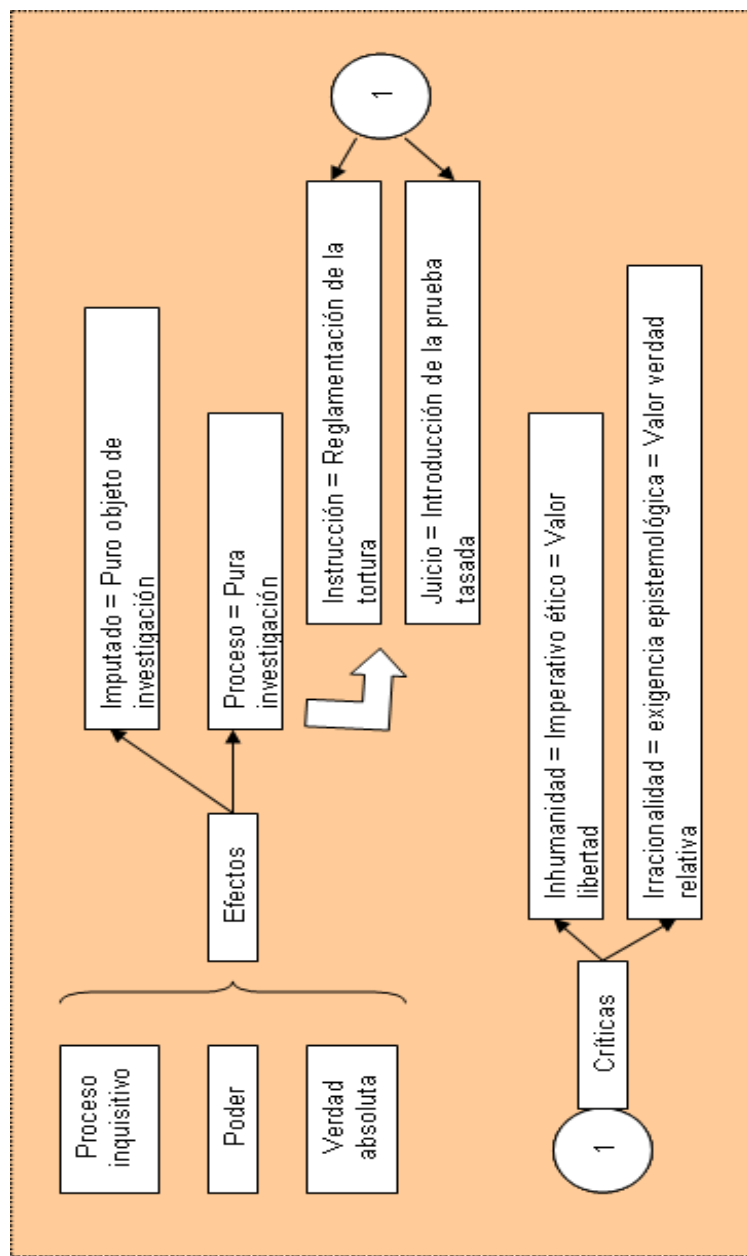 Proceso
inquisitivo
Poder
Verdad
absoluta
Efectos
Imputado = Puro objeto de
investigación
Proceso = Pura
investigación
Instrucción = Reglamentación de la
tortura
Juicio = Introducción de la prueba
tasada
1
1
Críticas
Inhumanidad = Imperativo ético = Valor
libertad
Irracionalidad = exigencia epistemológica = Valor verdad
relativa